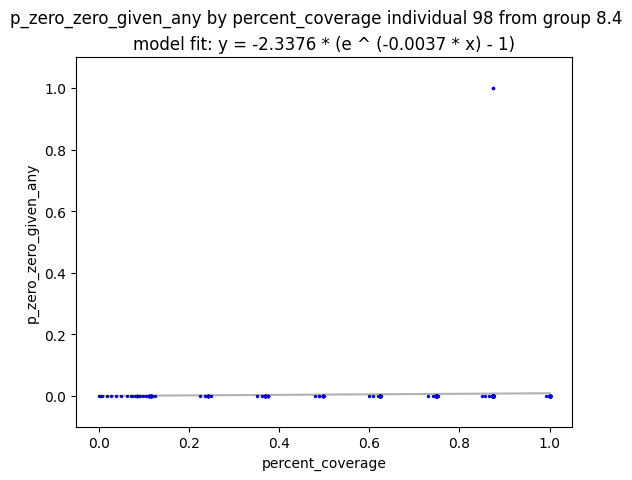 p_zero_zero_given_any by percent_coverage individual 98 from group 8.4
model fit: y = -2.3376 * (e ^ (-0.0037 * x) - 1)
1.0
0.8
0.6
0.4
0.2
0.0
p_zero_zero_given_any
0.0 0.2 0.4 0.6 0.8 1.0
percent_coverage